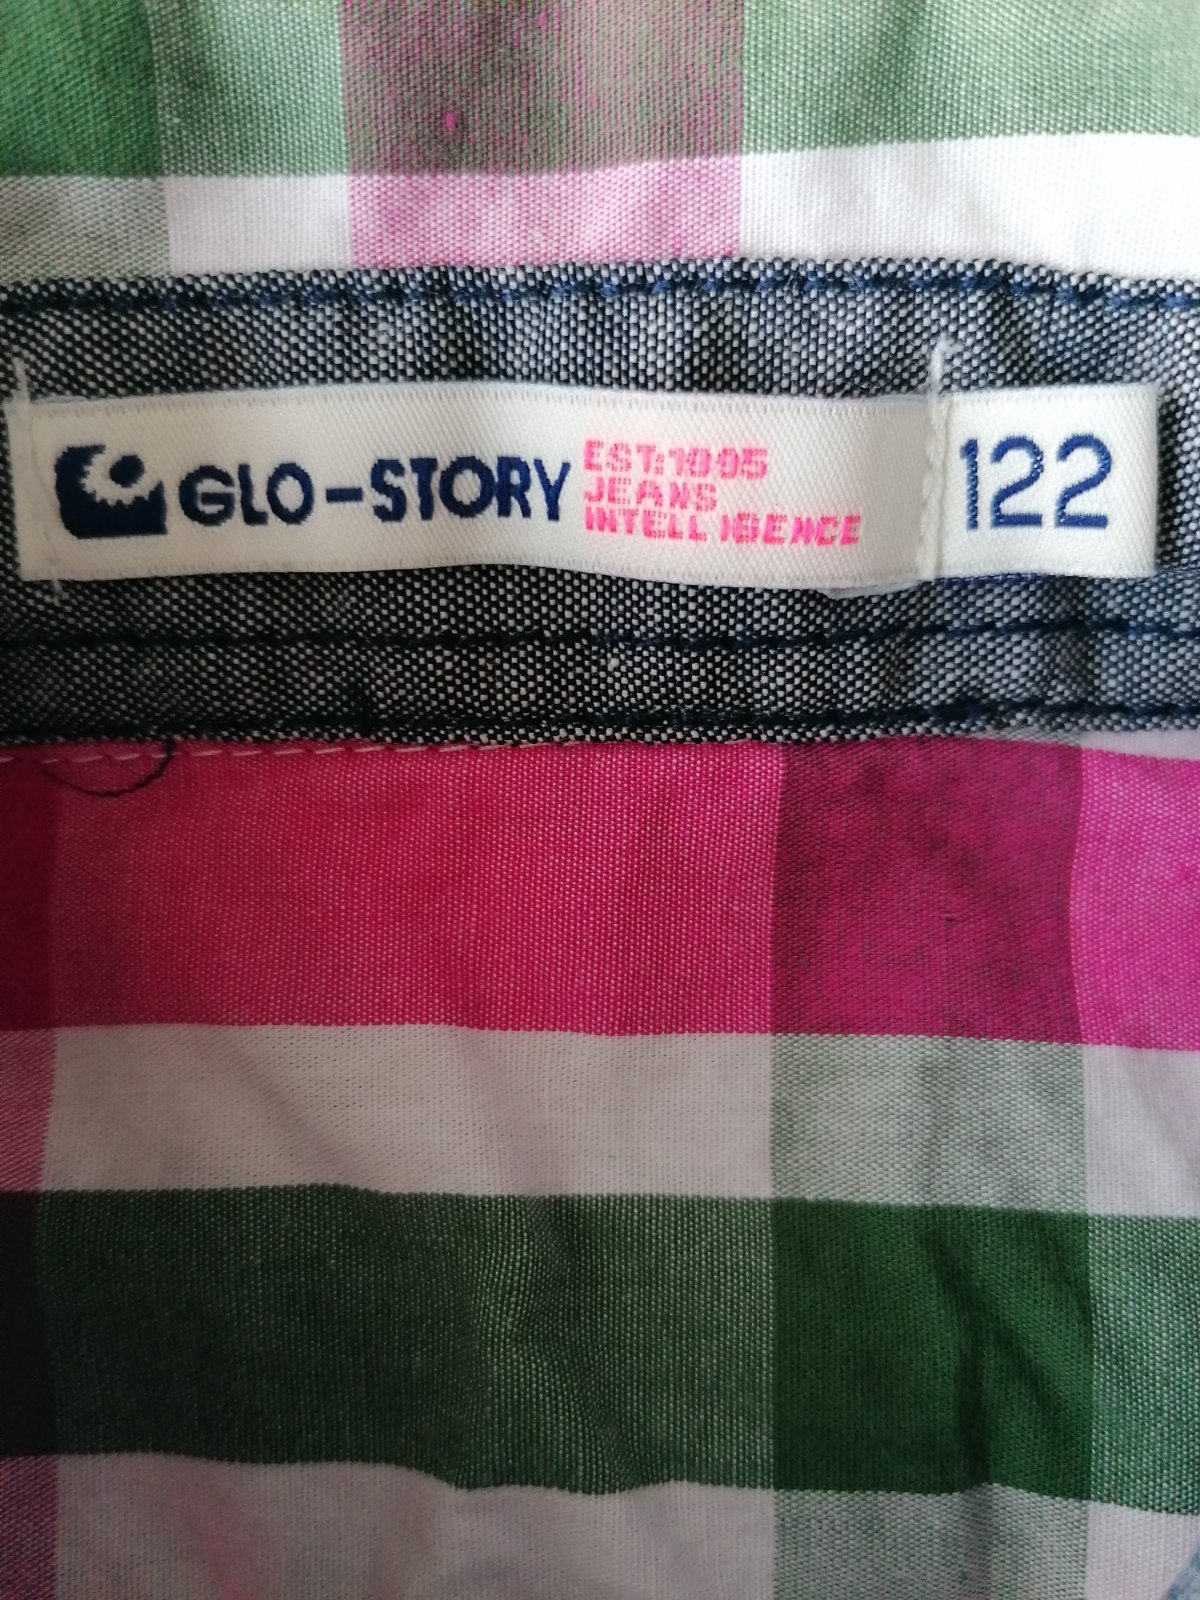 GLO-STORY
EST:1995
JEANS
INTELLIGENCE
122